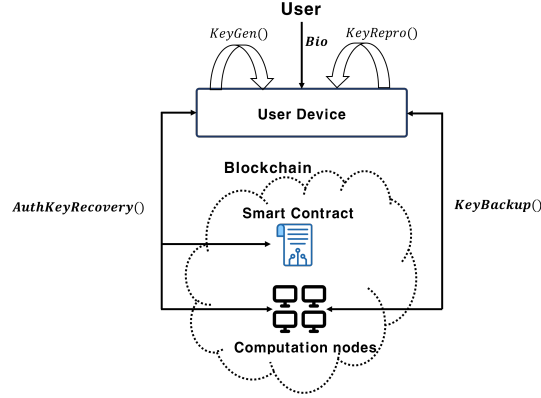 User
KeyGen()
Bio
KeyRepro()
User Device
Blockchain
AuthKeyRecovery()
KeyBackup()
Smart Contract
Computation nodes